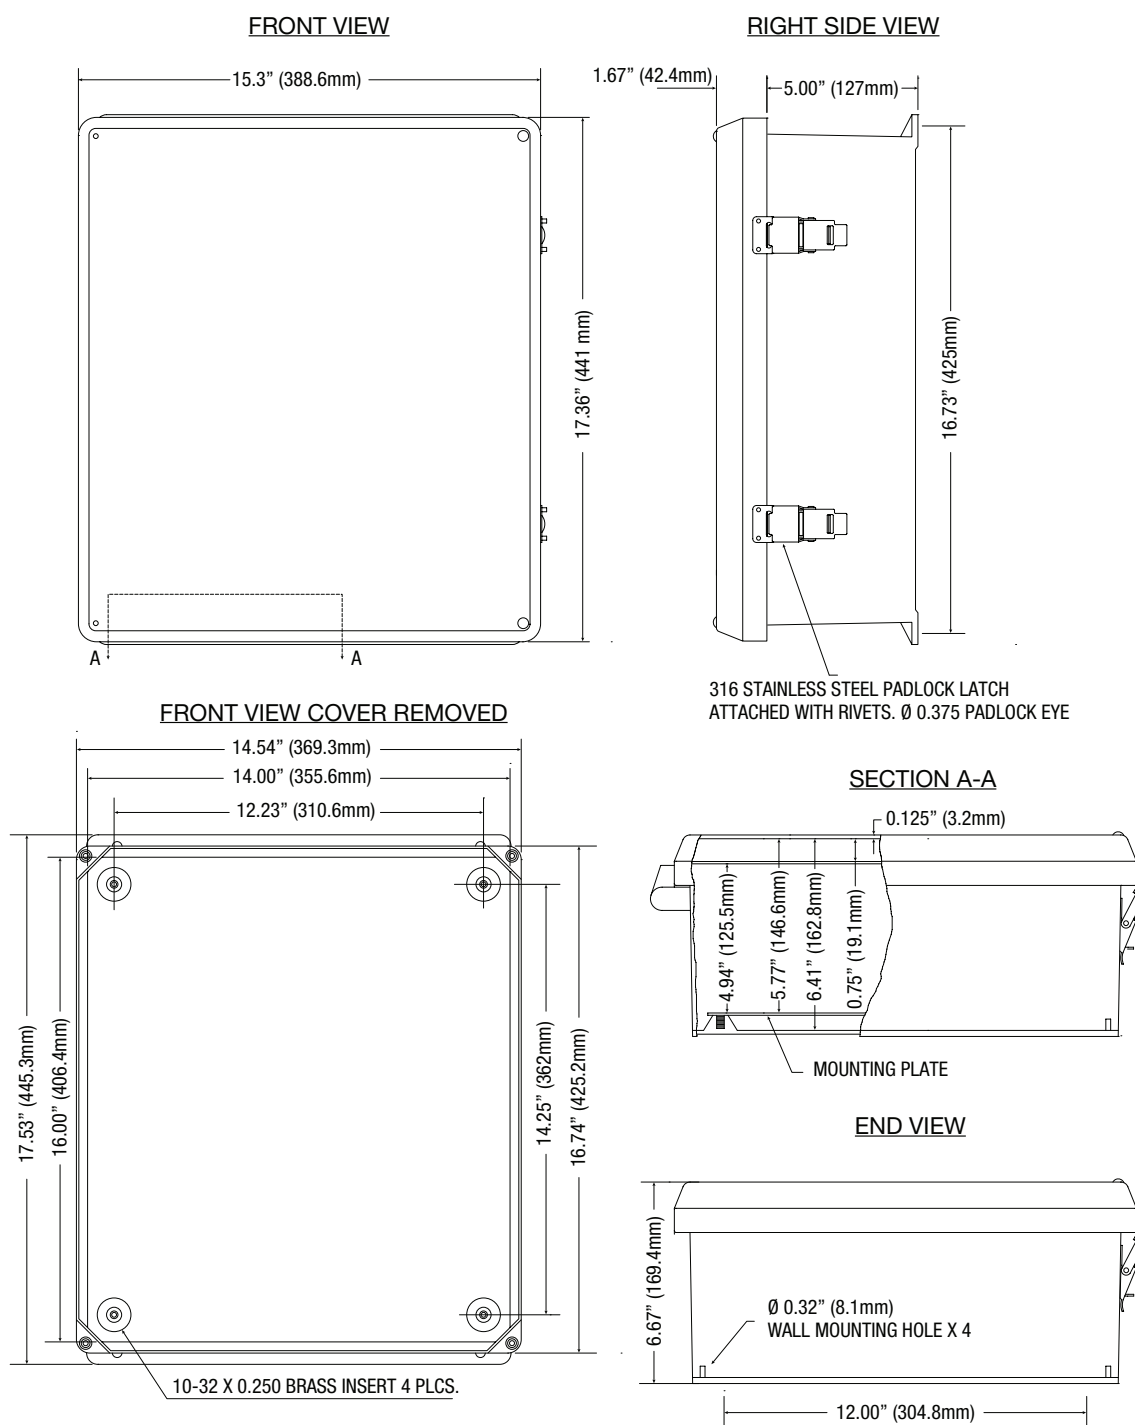 FRONT VIEW
15.3” (388.6mm)
17.36” (441 mm)
A
A
RIGHT SIDE VIEW
1.67” (42.4mm)
5.00” (127mm)
16.73” (425mm)
316 STAINLESS STEEL PADLOCK LATCH
ATTACHED WITH RIVETS. Ø 0.375 PADLOCK EYE
FRONT VIEW COVER REMOVED
14.54” (369.3mm)
14.00” (355.6mm)
12.23” (310.6mm)
17.53” (445.3mm)
16.00” (406.4mm)
14.25” (362mm)
16.74” (425.2mm)
10-32 X 0.250 BRASS INSERT 4 PLCS.
SECTION A-A
0.125” (3.2mm)
4.94” (125.5mm)
5.77” (146.6mm)
6.41” (162.8mm)
0.75” (19.1mm)
MOUNTING PLATE
END VIEW
6.67” (169.4mm)
Ø 0.32” (8.1mm)
WALL MOUNTING HOLE X 4
12.00” (304.8mm)